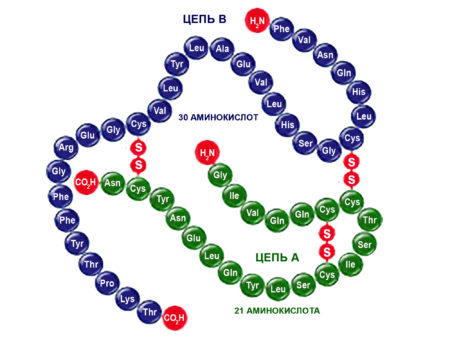 ЦЕПЬ B
H₂N
Phe
Val
Asn
Gln
His
Leu
Cys
Gly
Ser
His
Leu
Val
Glu
Ala
Leu
Tyr
Leu
Val
Cys
Gly
Glu
Arg
Gly
Phe
Phe
Tyr
Thr
Pro
Lys
Thr
CO₂H
30 АМИНОКИСЛОТ
S
S
S
S
H₂N
Gly
Ile
Val
Gln
Gln
Cys
Cys
Thr
Ser
Ile
Cys
Ser
Leu
Tyr
Gln
Leu
Glu
Asn
Tyr
Cys
Asn
CO₂H
S
S
ЦЕПЬ A
21 АМИНОКИСЛОТА